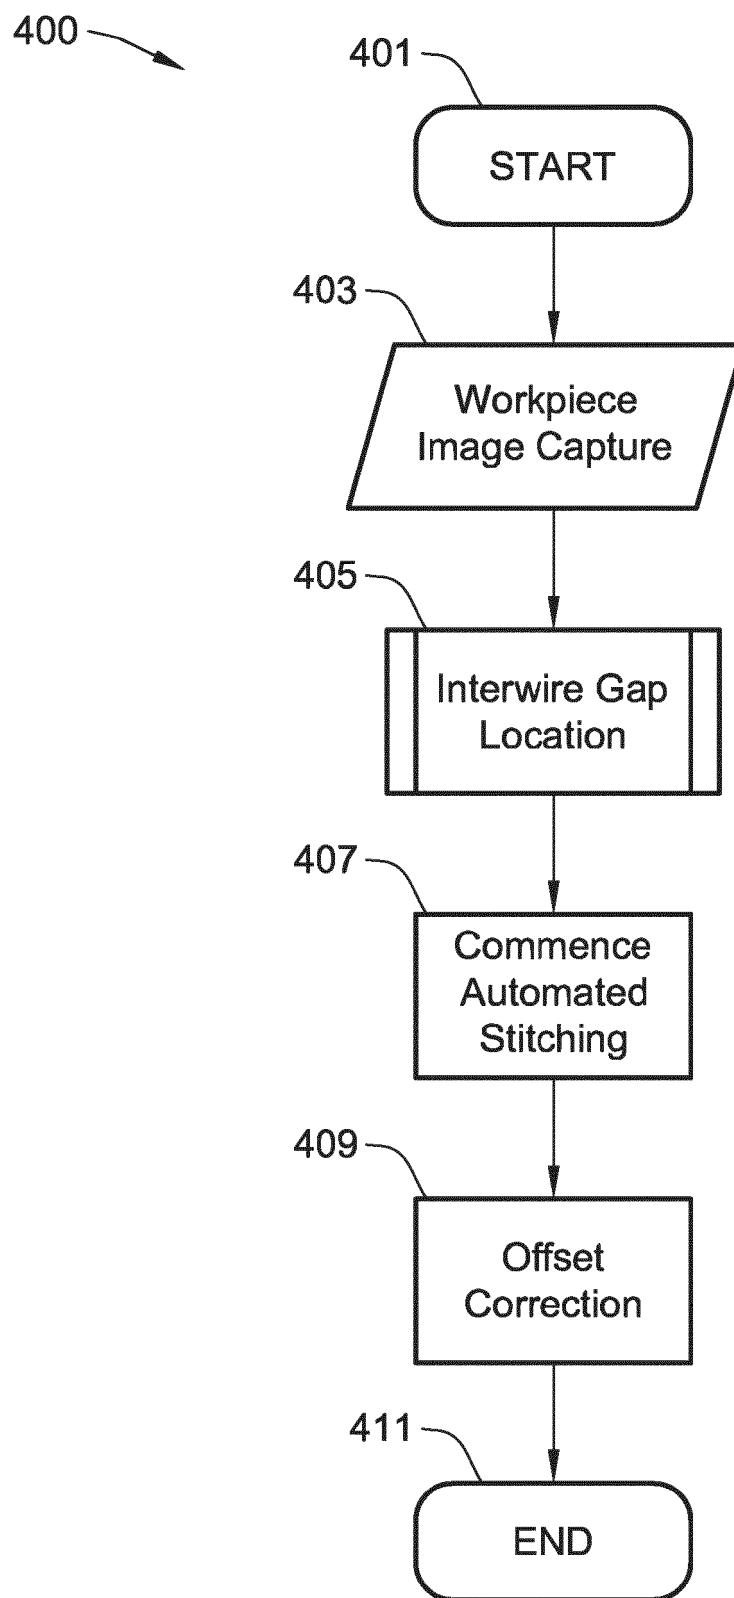 400
401
START
403
Workpiece
Image Capture
405
Interwire Gap
Location
407
Commence
Automated
Stitching
409
Offset
Correction
411
END